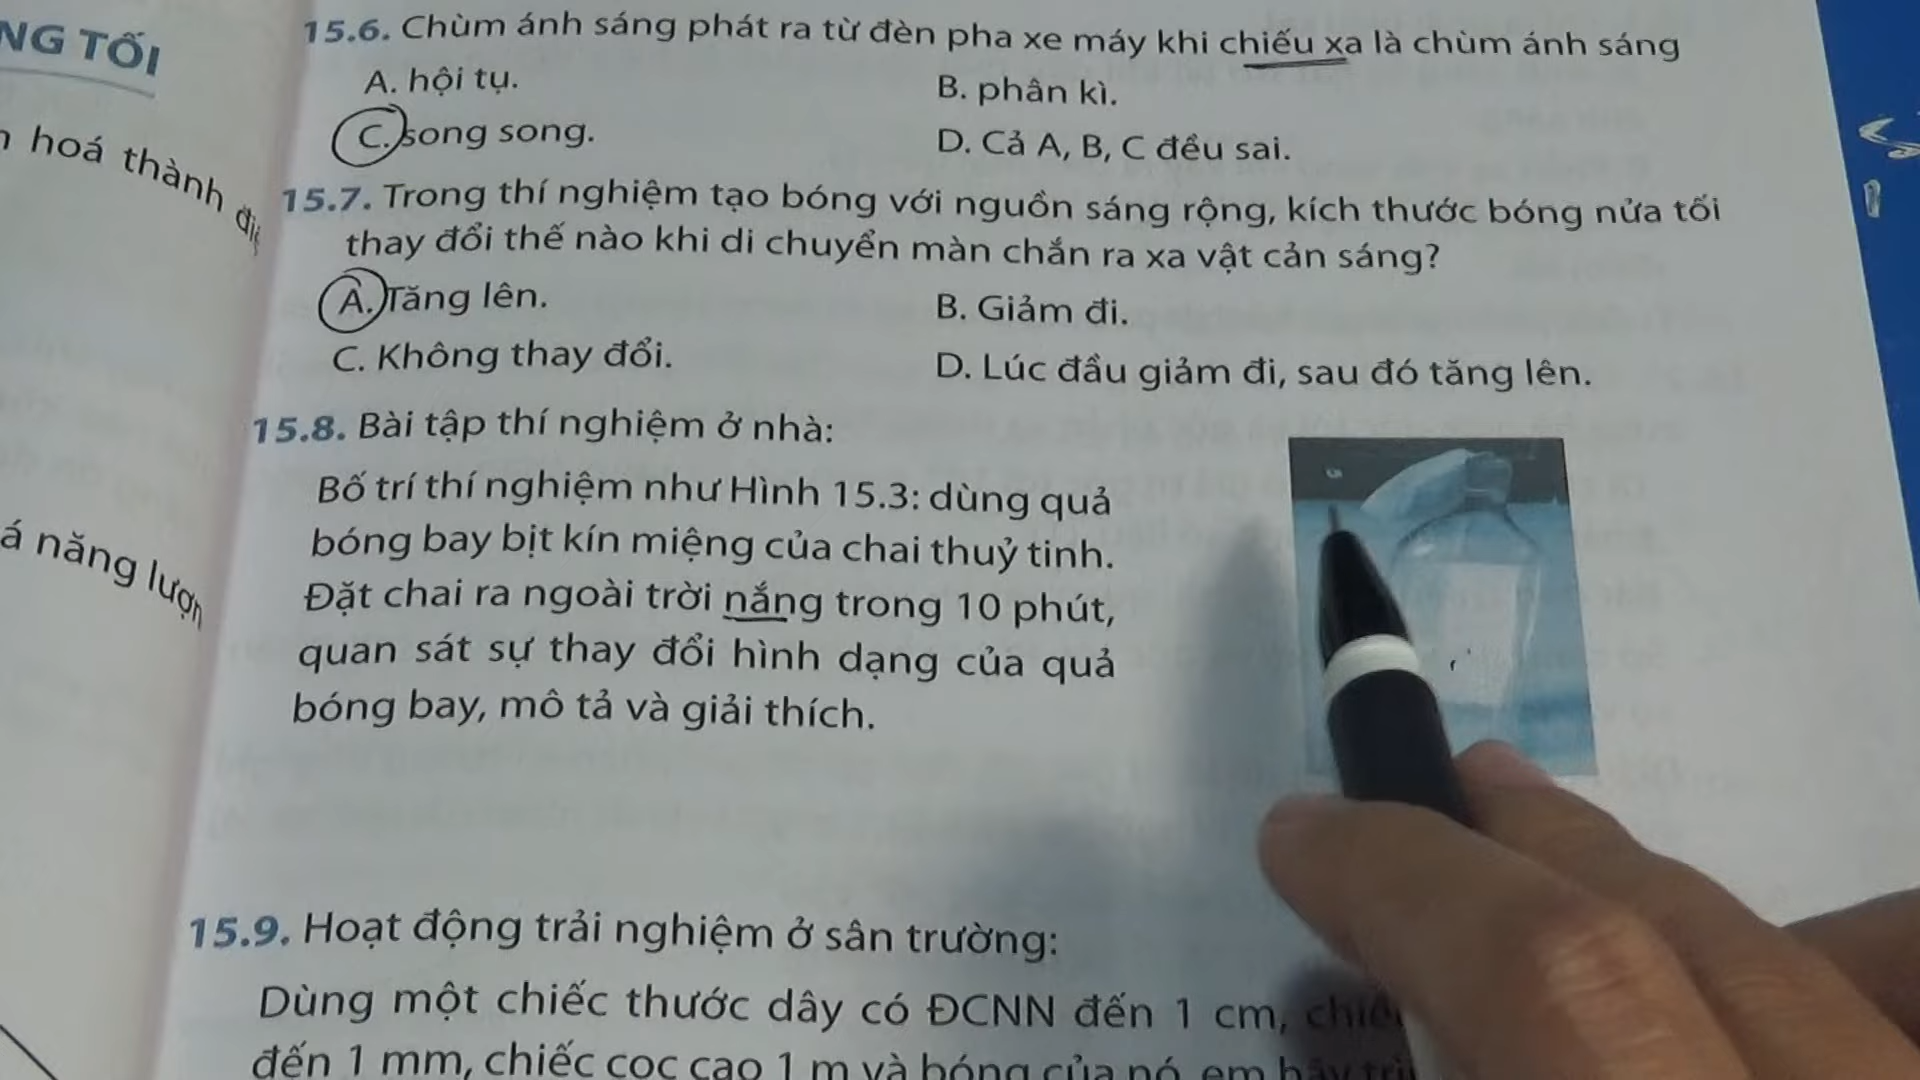 NG TỐI
hoá thành
á năng lượn
15.6. Chùm ánh sáng phát ra từ đèn pha xe máy khi chiếu xa là chùm ánh sáng
A. hội tụ.
B. phân kì.
C. song song.
D. Cả A, B, C đều sai.
15.7. Trong thí nghiệm tạo bóng với nguồn sáng rộng, kích thước bóng nửa tối
thay đổi thế nào khi di chuyển màn chắn ra xa vật cản sáng?
A. Tăng lên.
B. Giảm đi.
C. Không thay đổi.
D. Lúc đầu giảm đi, sau đó tăng lên.
15.8. Bài tập thí nghiệm ở nhà:
Bố trí thí nghiệm như Hình 15.3: dùng quả
bóng bay bịt kín miệng của chai thuỷ tinh.
Đặt chai ra ngoài trời nắng trong 10 phút,
quan sát sự thay đổi hình dạng của quả
bóng bay, mô tả và giải thích.
15.9. Hoạt động trải nghiệm ở sân trường:
Dùng một chiếc thước dây có ĐCNN đến 1 cm,
đến 1 mm, chiếc cọc cao 1 m và bóng của nó, em hãy